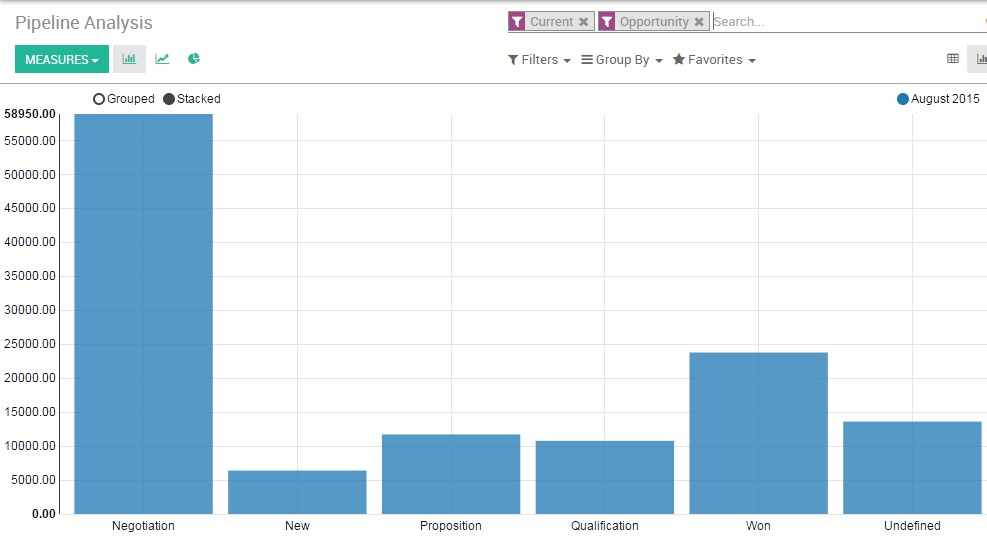 Pipeline Analysis
Current Opportunity Search...
MEASURES Filters Group By Favorites
Grouped Stacked August 2015
58950.00
55000.00
50000.00
45000.00
40000.00
35000.00
30000.00
25000.00
20000.00
15000.00
10000.00
5000.00
0.00
Negotiation New Proposition Qualification Won Undefined